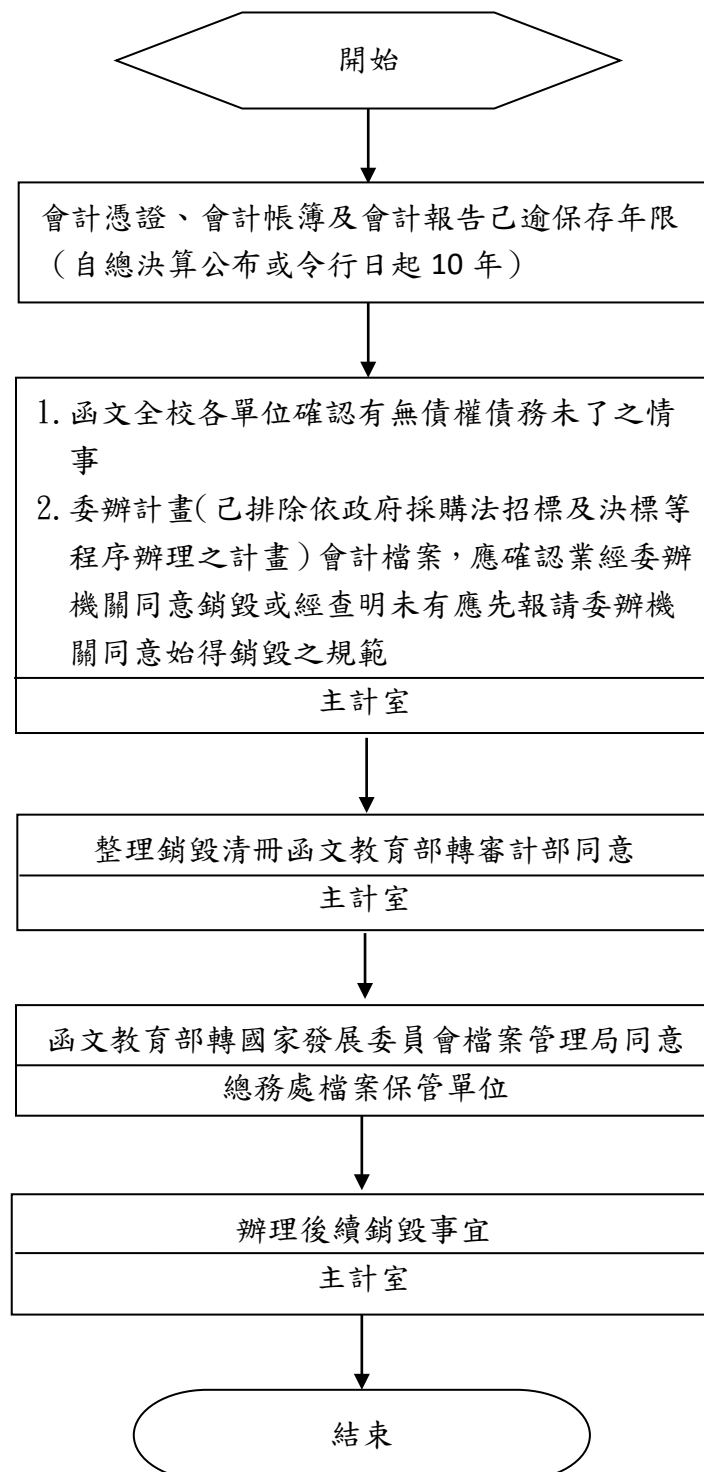 開始
會計憑證、會計帳簿及會計報告已逾保存年限
（自總決算公布或令行日起 10 年）
1. 函文全校各單位確認有無債權債務未了之情
事
2. 委辦計畫(已排除依政府採購法招標及決標等
程序辦理之計畫)會計檔案，應確認業經委辦
機關同意銷毀或經查明未有應先報請委辦機
關同意始得銷毀之規範
主計室
整理銷毀清冊函文教育部轉審計部同意
主計室
函文教育部轉國家發展委員會檔案管理局同意
總務處檔案保管單位
辦理後續銷毀事宜
主計室
結束